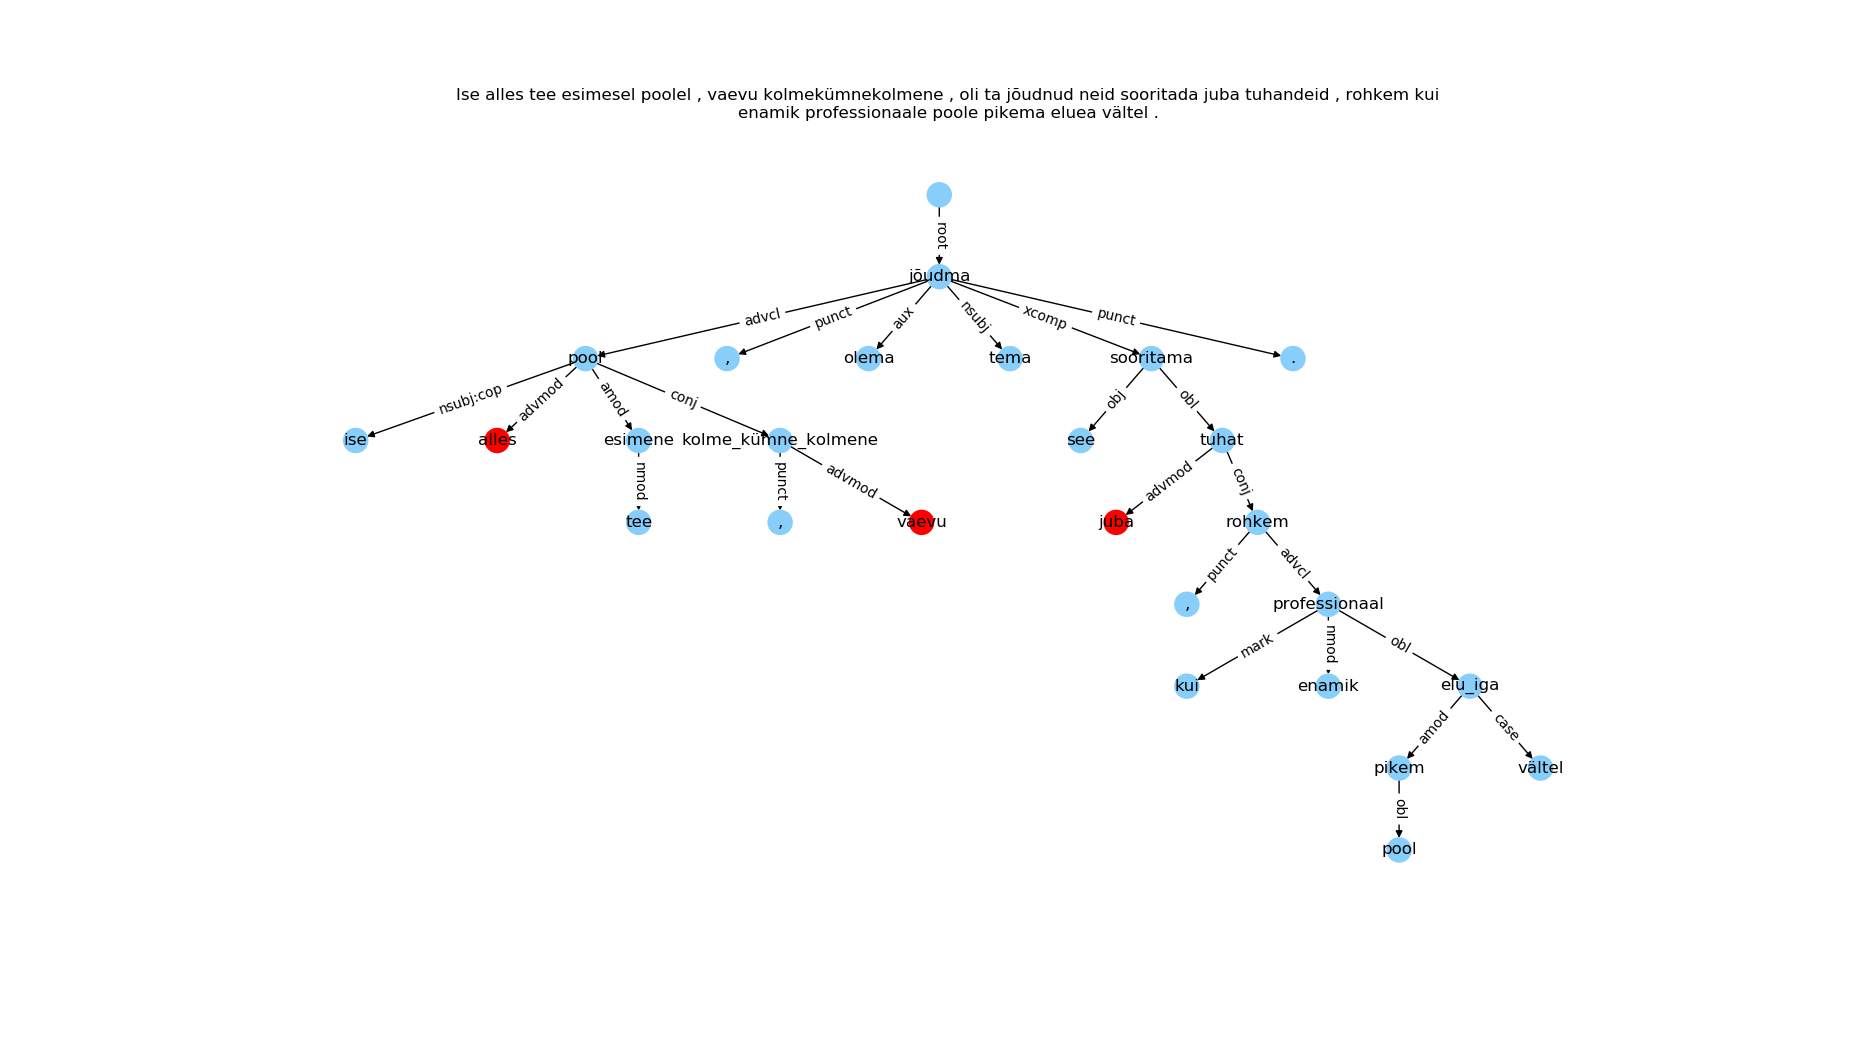 Ise alles tee esimesel poolel , vaevu kolmekümnekolmene , oli ta jõudnud neid sooritada juba tuhandeid , rohkem kui
enamik professionaale poole pikema eluea vältel .
root
jõudma
advcl punct aux nsubj xcomp punct
pool , olema tema sooritama .
nsubj:cop advmod amod conj obj obl
ise alles esimene kolme_kümne_kolmene see tuhat
nmod punct advmod advmod conj
tee , vaevu juba rohkem
punct advcl
, professionaal
mark nmod obl
kui enamik elu_iga
amod case
pikem vältel
obl
pool